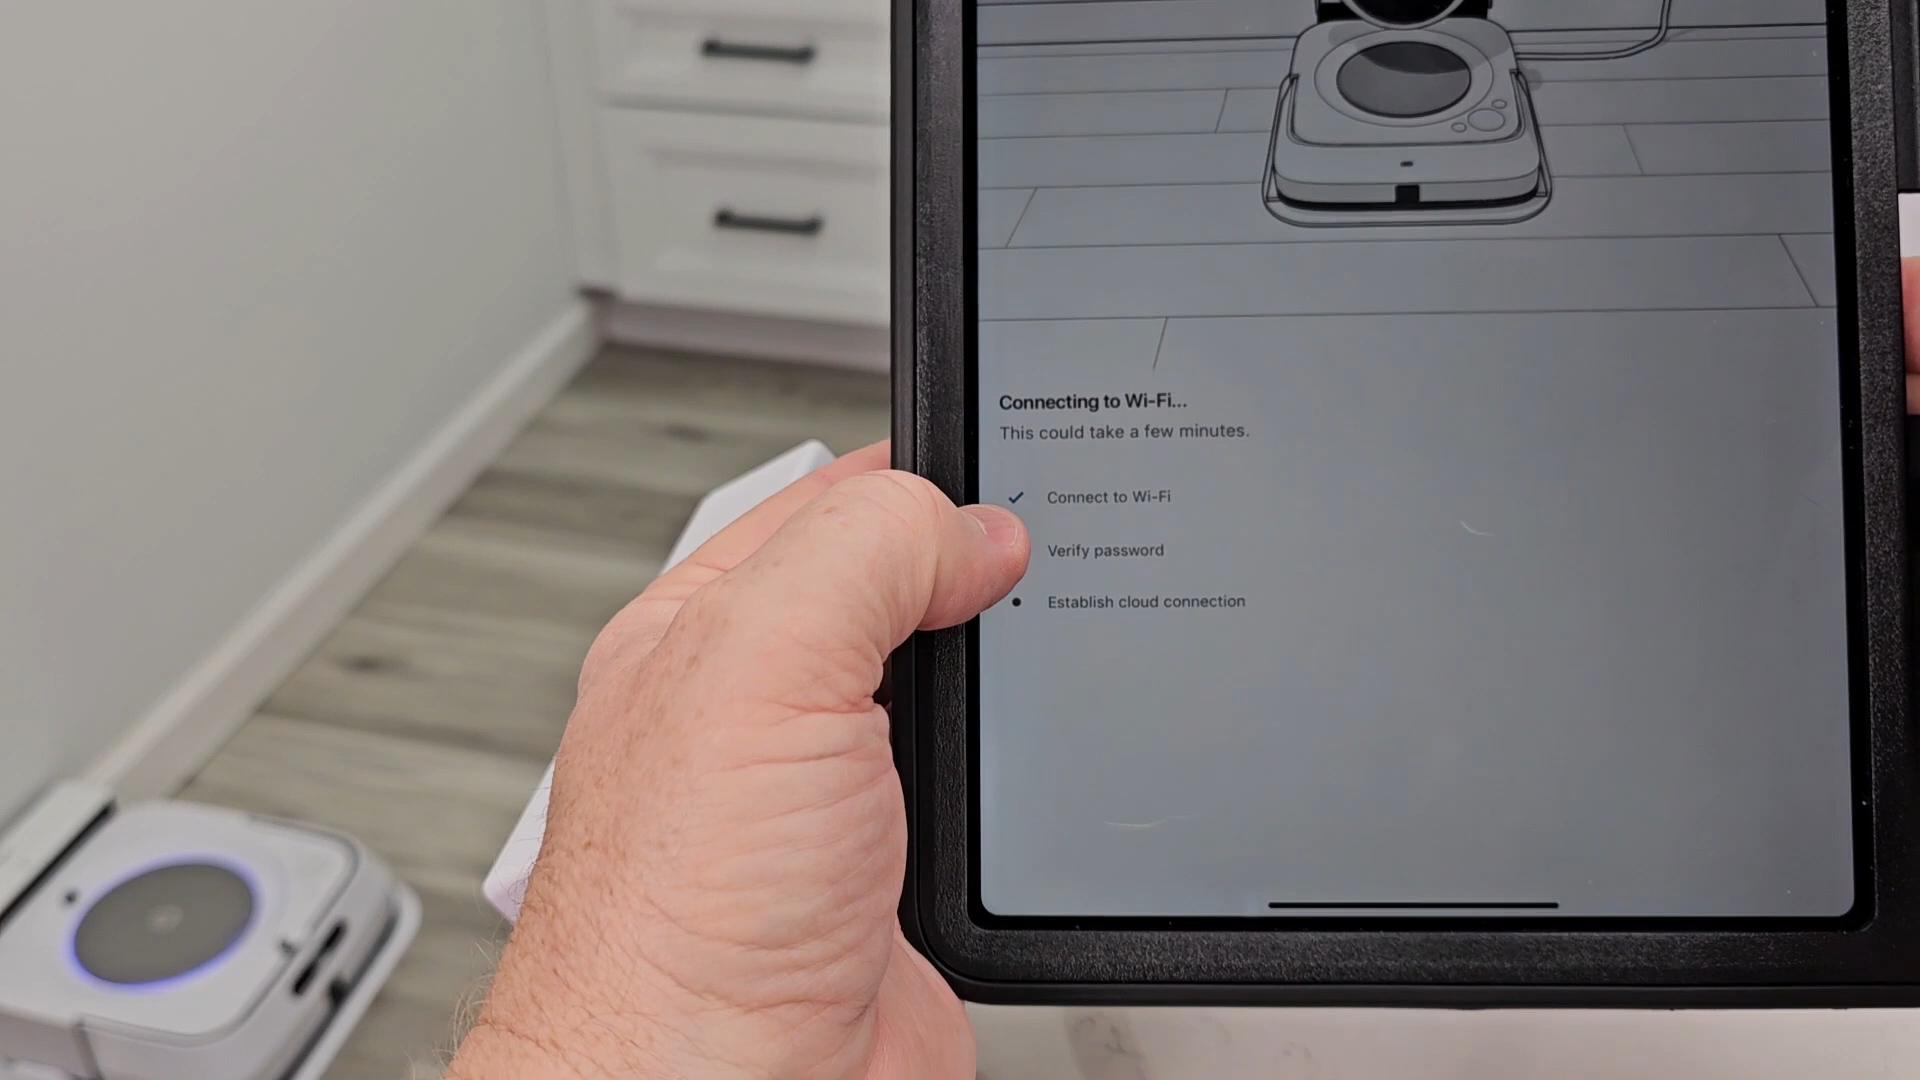 Connecting to Wi-Fi...
This could take a few minutes.
Connect to Wi-Fi
Verify password
Establish cloud connection